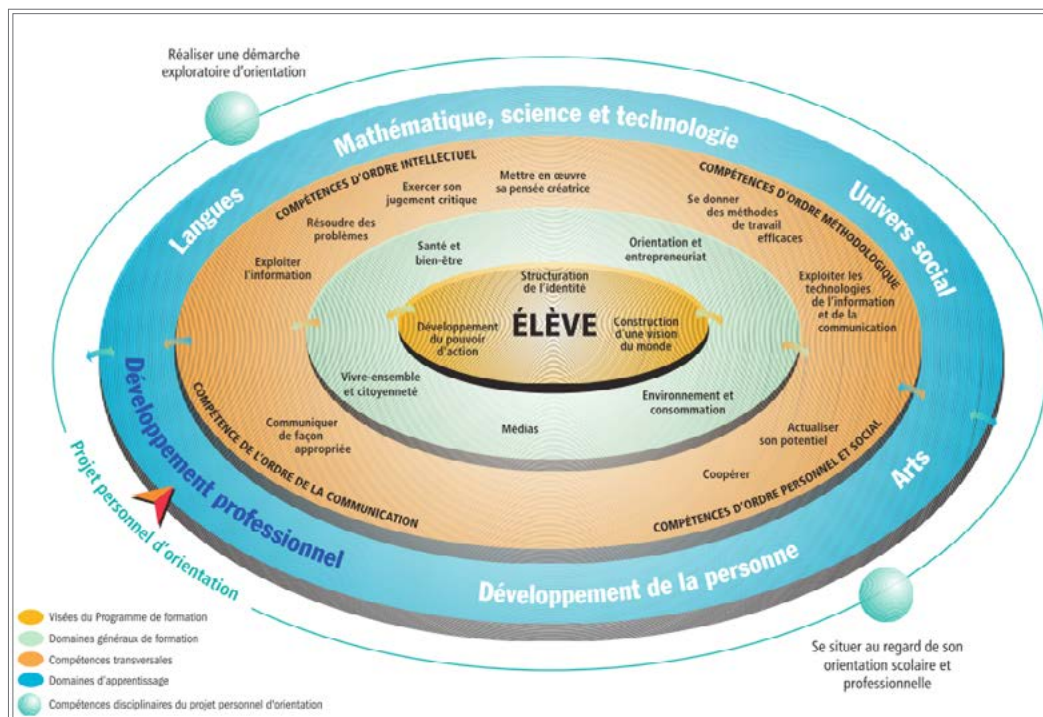 Réaliser une démarche
exploratoire d'orientation
Mathématique, science et technologie
Langues
Univers social
COMPÉTENCES D'ORDRE INTELLECTUEL
COMPÉTENCES D'ORDRE MÉTHODOLOGIQUE
Mettre en œuvre
sa pensée créatrice
Exercer son
jugement critique
Résoudre des
problèmes
Exploiter
l'information
Se donner
des méthodes
de travail
efficaces
Exploiter les
technologies
de l'information
et de la
communication
Santé et
bien-être
Orientation et
entrepreneuriat
Structuration
de l'identité
ÉLÈVE
Développement
du pouvoir
d'action
Construction
d'une vision
du monde
Vivre-ensemble
et citoyenneté
Environnement et
consommation
Médias
Communiquer
de façon
appropriée
Actualiser
son potentiel
Coopérer
COMPÉTENCE DE L'ORDRE DE LA COMMUNICATION
COMPÉTENCES D'ORDRE PERSONNEL ET SOCIAL
Développement professionnel
Arts
Développement de la personne
Projet personnel d'orientation
Se situer au regard de son
orientation scolaire et
professionnelle
Visées du Programme de formation
Domaines généraux de formation
Compétences transversales
Domaines d'apprentissage
Compétences disciplinaires du projet personnel d'orientation